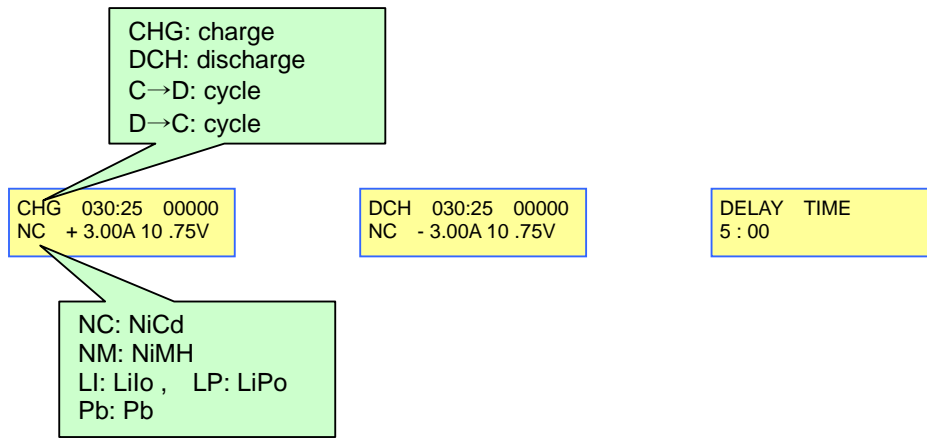 CHG: charge
DCH: discharge
C→D: cycle
D→C: cycle
CHG 030:25 00000
NC + 3.00A 10 .75V
DCH 030:25 00000
NC - 3.00A 10 .75V
DELAY TIME
5 : 00
NC: NiCd
NM: NiMH
LI: LiIo , LP: LiPo
Pb: Pb